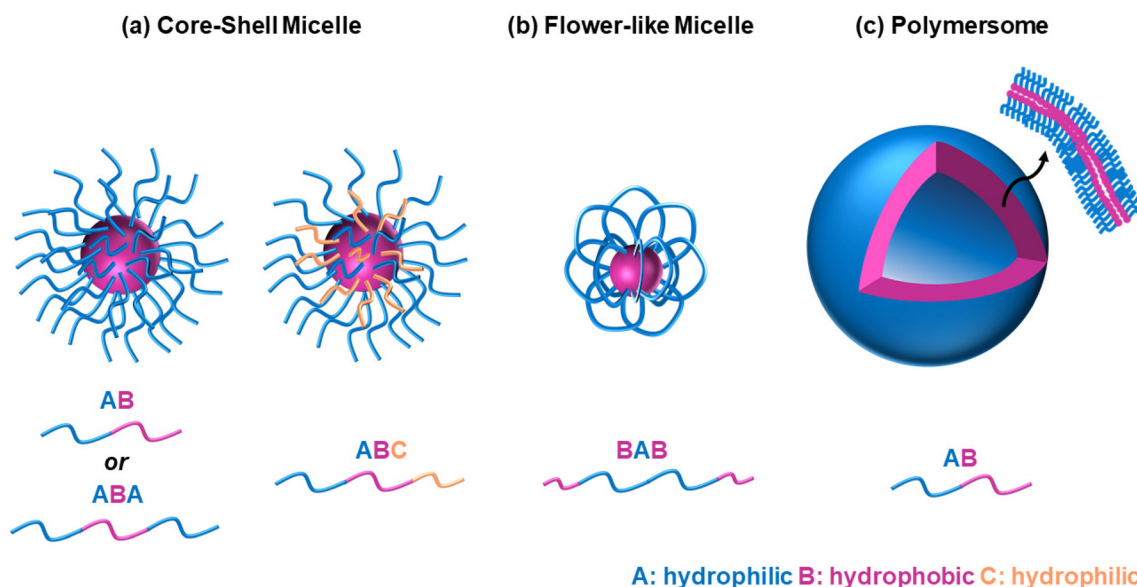 (a) Core-Shell Micelle
(b) Flower-like Micelle
(c) Polymersome
AB
or
ABA
ABC
BAB
AB
A: hydrophilic B: hydrophobic C: hydrophilic